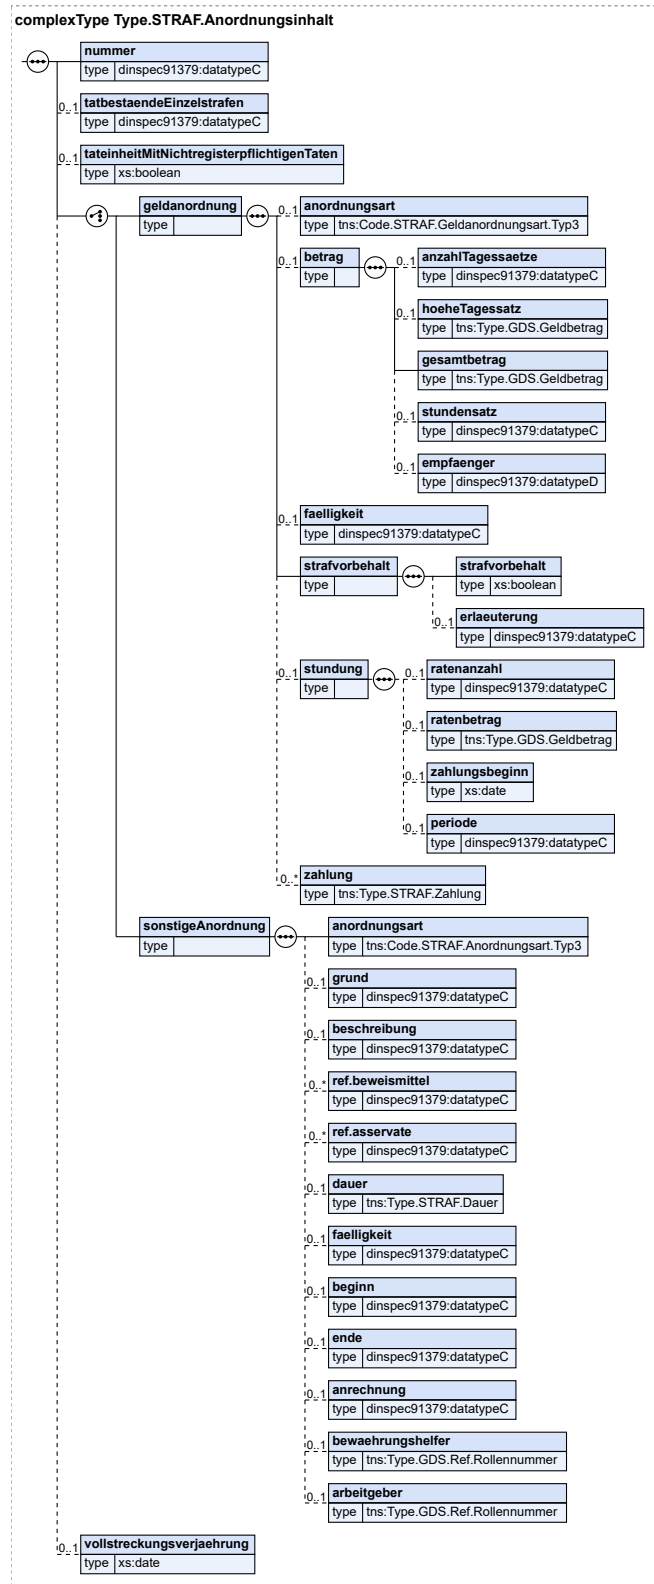 complexType Type.STRAF.Anordnungsinhalt
nummer
type dinspec91379:datatypeC
0..1 tatbestaendeEinzelstrafen
type dinspec91379:datatypeC
0..1 tateinheitMitNichtregisterpflichtigenTaten
type xs:boolean
geldanordnung
type
0..1 anordnungsart
type tns:Code.STRAF.Geldanordnungsart.Typ3
0..1 betrag
type
0..1 anzahlTagessaetze
type dinspec91379:datatypeC
0..1 hoeheTagessatz
type tns:Type.GDS.Geldbetrag
gesamtbetrag
type tns:Type.GDS.Geldbetrag
0..1 stundensatz
type dinspec91379:datatypeC
0..1 empfaenger
type dinspec91379:datatypeD
0..1 faelligkeit
type dinspec91379:datatypeC
strafvorbehalt
type
strafvorbehalt
type xs:boolean
0..1 erlaeuterung
type dinspec91379:datatypeC
0..1 stundung
type
0..1 ratenanzahl
type dinspec91379:datatypeC
0..1 ratenbetrag
type tns:Type.GDS.Geldbetrag
0..1 zahlungsbeginn
type xs:date
0..1 periode
type dinspec91379:datatypeC
0..* zahlung
type tns:Type.STRAF.Zahlung
sonstigeAnordnung
type
anordnungsart
type tns:Code.STRAF.Anordnungsart.Typ3
0..1 grund
type dinspec91379:datatypeC
0..1 beschreibung
type dinspec91379:datatypeC
0..* ref.beweismittel
type dinspec91379:datatypeC
0..* ref.asservate
type dinspec91379:datatypeC
0..1 dauer
type tns:Type.STRAF.Dauer
0..1 faelligkeit
type dinspec91379:datatypeC
0..1 beginn
type dinspec91379:datatypeC
0..1 ende
type dinspec91379:datatypeC
0..1 anrechnung
type dinspec91379:datatypeC
0..1 bewaehrungshelfer
type tns:Type.GDS.Ref.Rollennummer
0..1 arbeitgeber
type tns:Type.GDS.Ref.Rollennummer
0..1 vollstreckungsverjaehrung
type xs:date